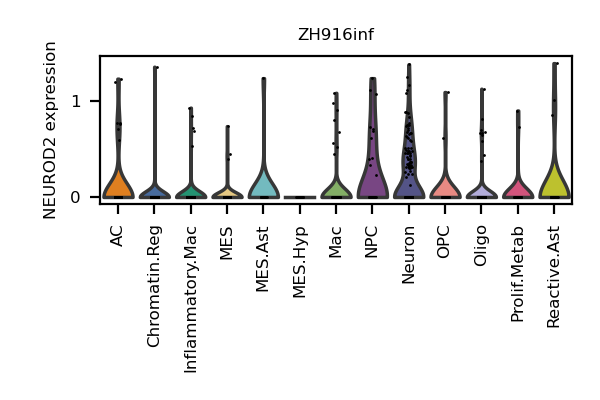 ZH916inf
NEUROD2 expression
1
0
AC
Chromatin.Reg
Inflammatory.Mac
MES
MES.Ast
MES.Hyp
Mac
NPC
Neuron
OPC
Oligo
Prolif.Metab
Reactive.Ast